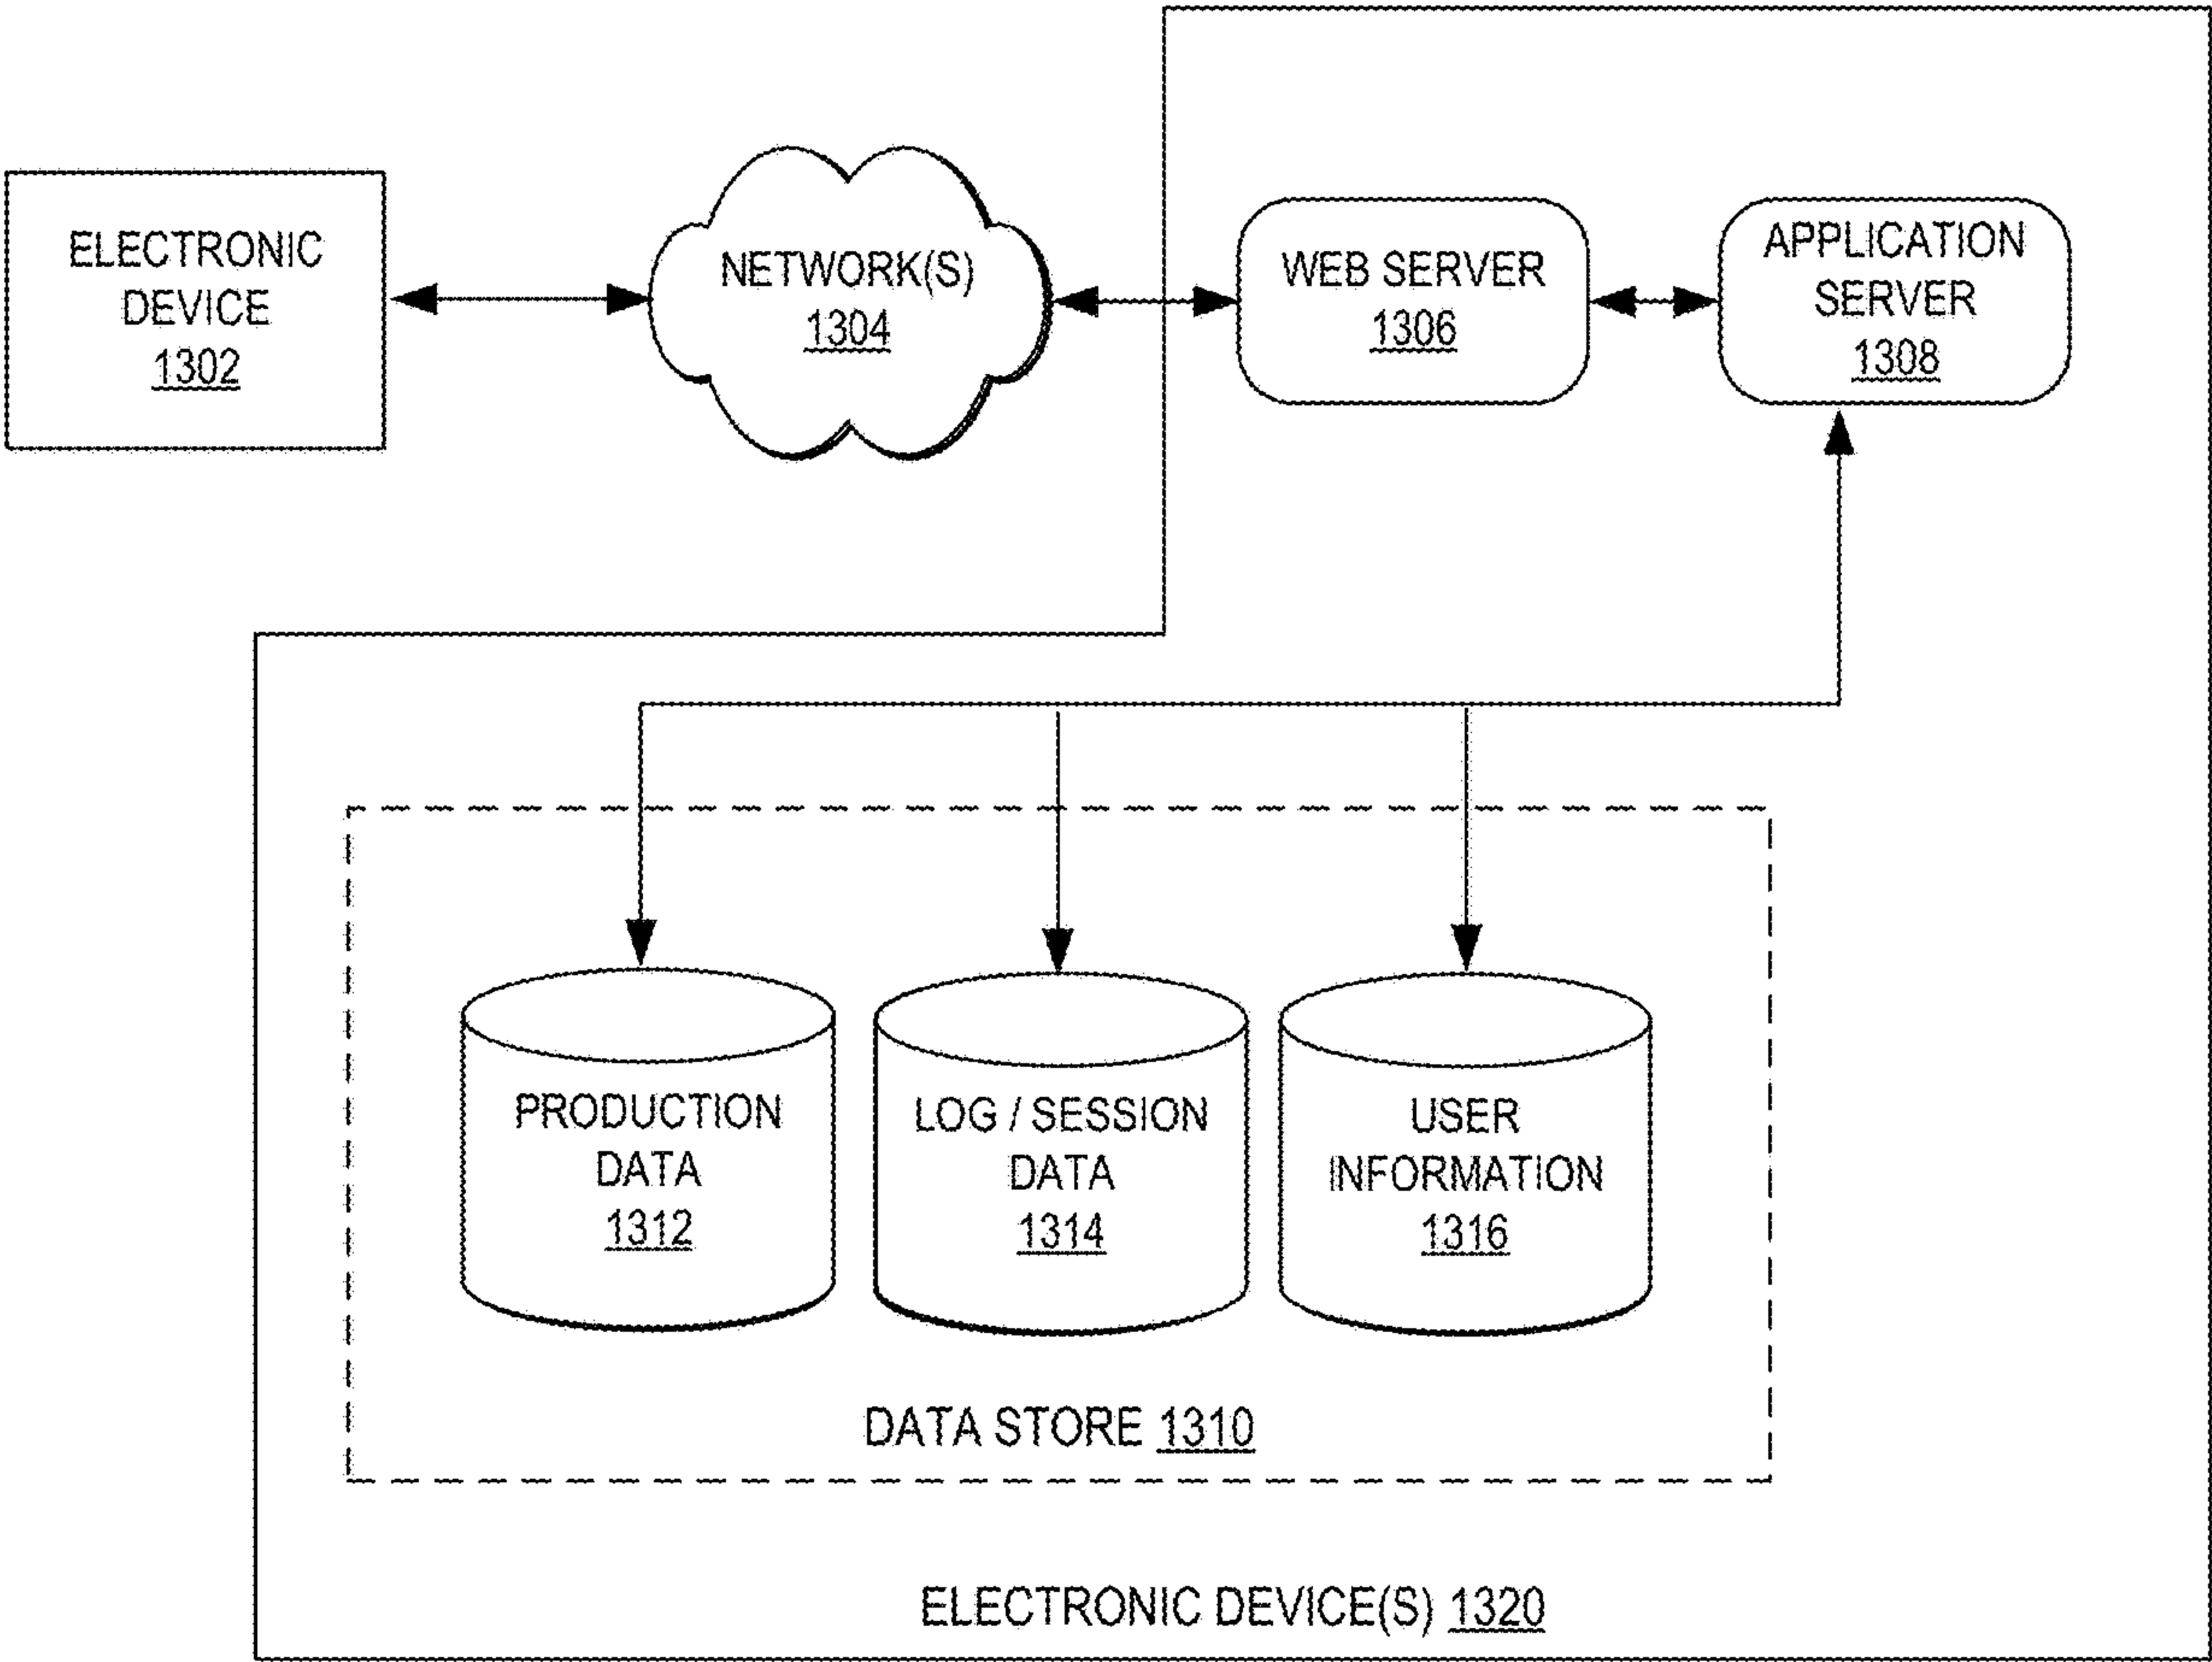 ELECTRONIC
DEVICE
1302
NETWORK(S)
1304
WEB SERVER
1306
APPLICATION
SERVER
1308
PRODUCTION
DATA
1312
LOG / SESSION
DATA
1314
USER
INFORMATION
1316
DATA STORE 1310
ELECTRONIC DEVICE(S) 1320